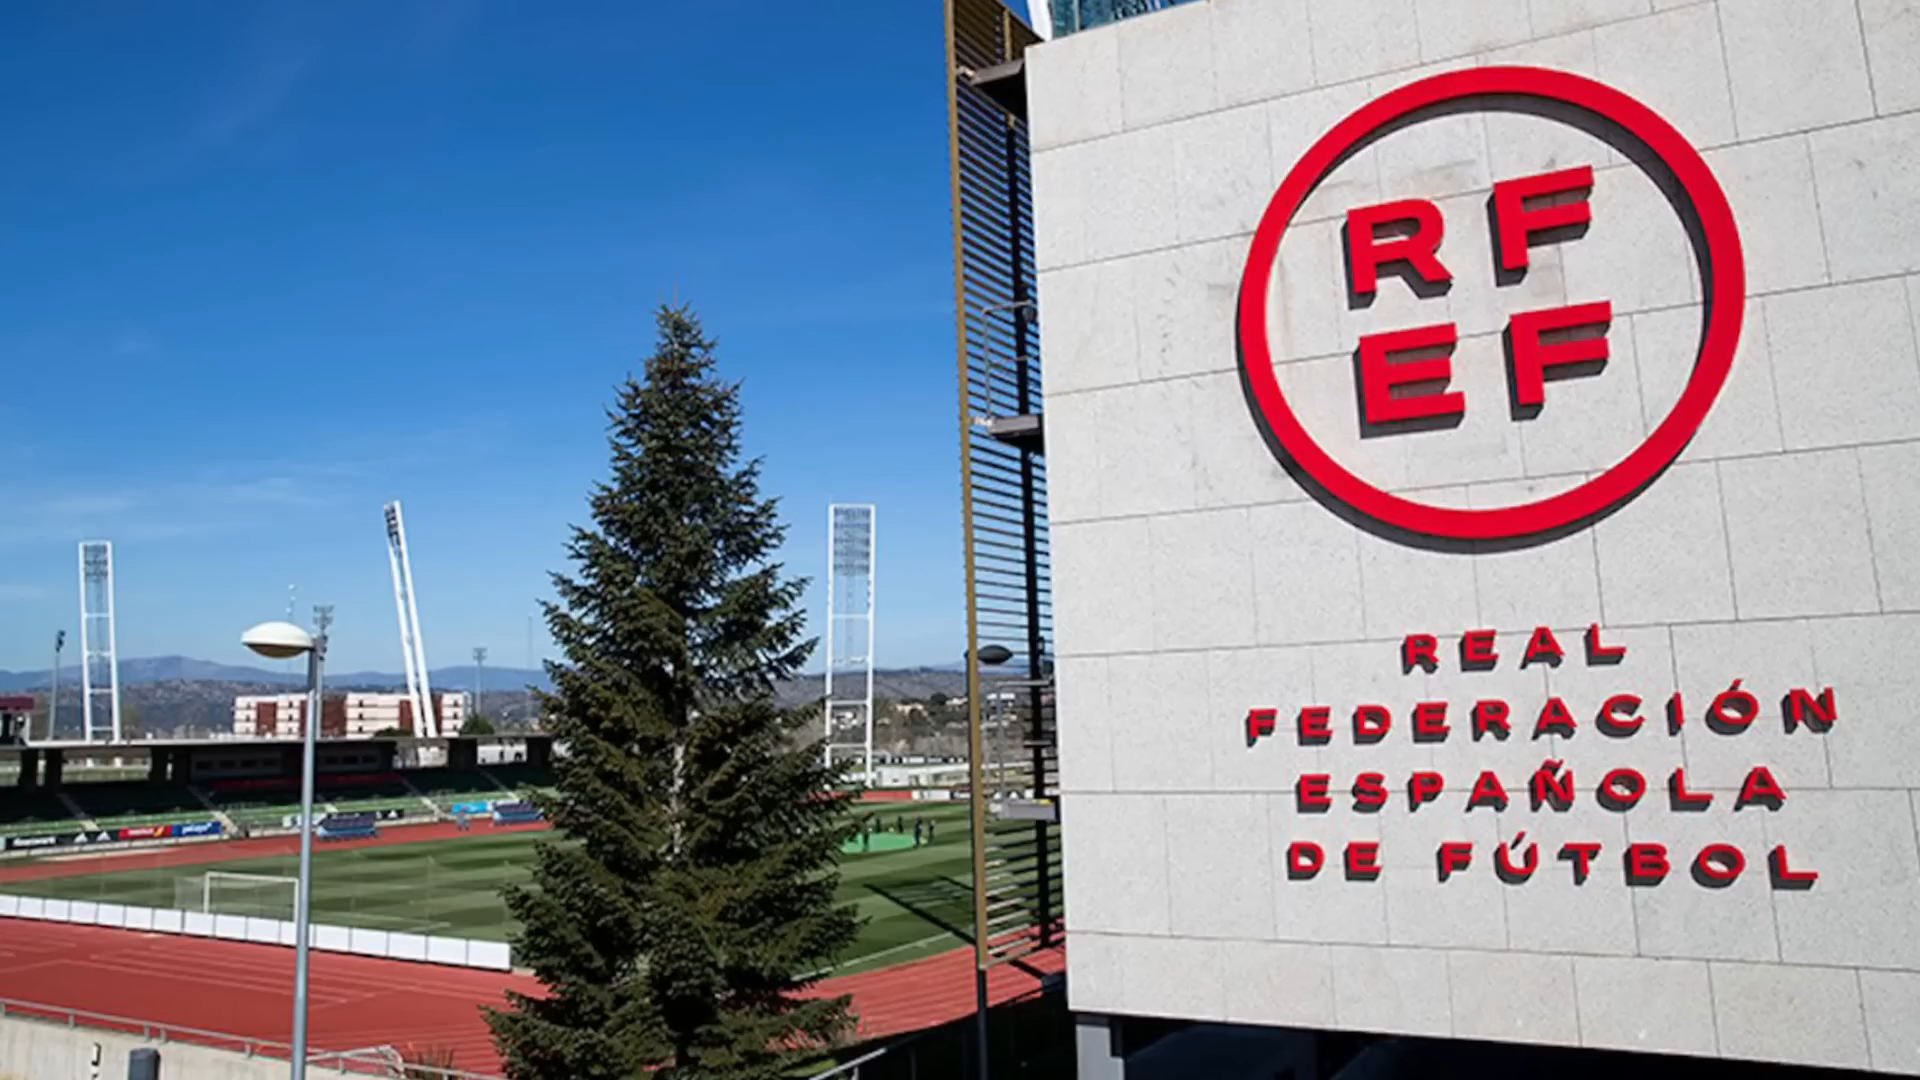 RF
EF
REAL
FEDERACIÓN
ESPAÑOLA
DE FÚTBOL